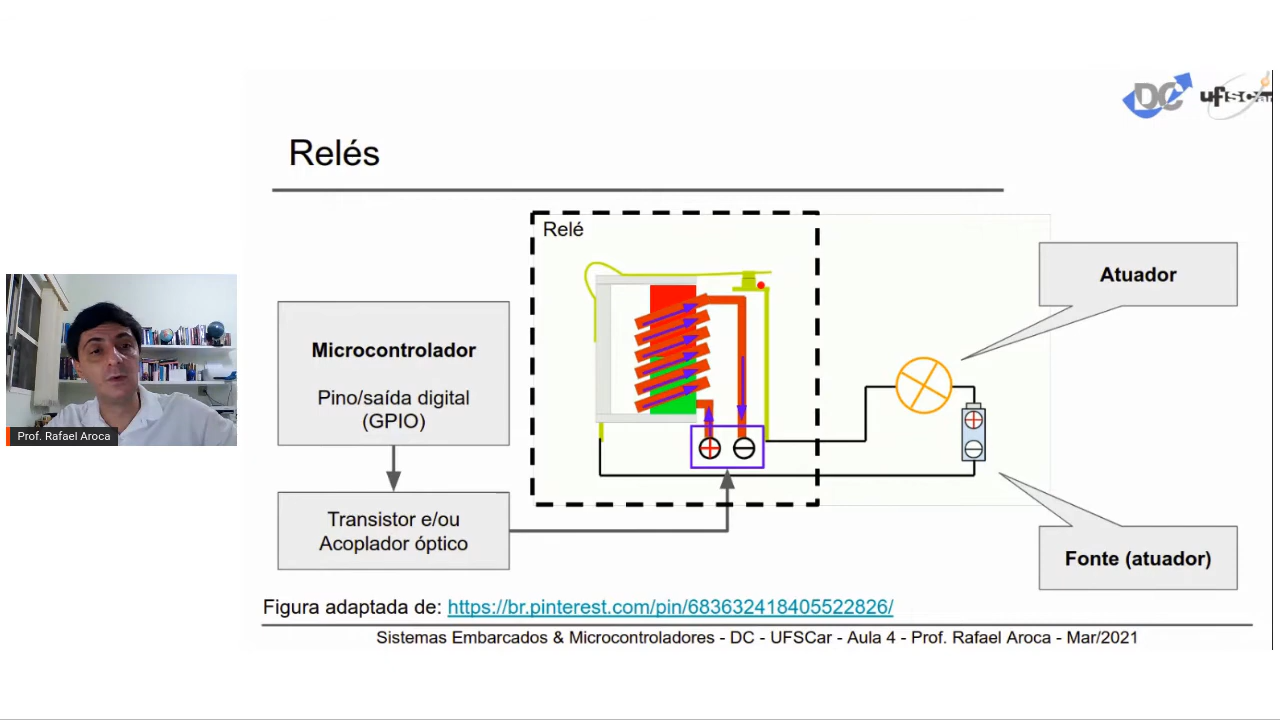 DC
ufscar
Relés
Relé
Atuador
Microcontrolador
Pino/saída digital
(GPIO)
Prof. Rafael Aroca
Transistor e/ou
Acoplador óptico
Fonte (atuador)
Figura adaptada de: https://br.pinterest.com/pin/683632418405522826/
Sistemas Embarcados & Microcontroladores - DC - UFSCar - Aula 4 - Prof. Rafael Aroca - Mar/2021